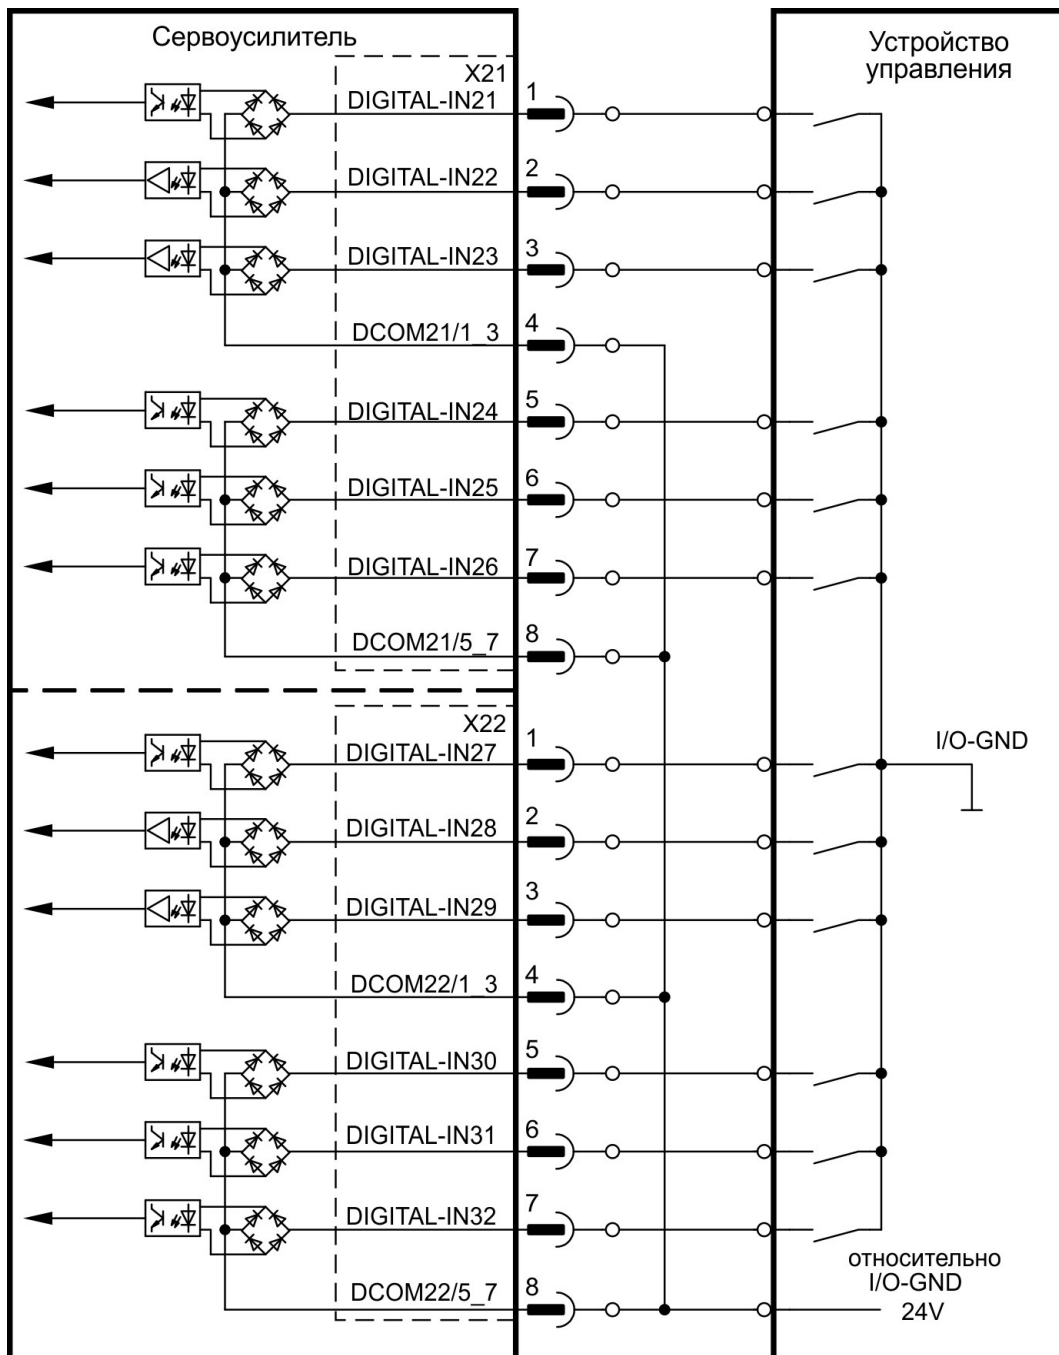 Сервоусилитель
Устройство
управления
X21
DIGITAL-IN21 1
DIGITAL-IN22 2
DIGITAL-IN23 3
DCOM21/1_3 4
DIGITAL-IN24 5
DIGITAL-IN25 6
DIGITAL-IN26 7
DCOM21/5_7 8
X22
DIGITAL-IN27 1
I/O-GND
DIGITAL-IN28 2
DIGITAL-IN29 3
DCOM22/1_3 4
DIGITAL-IN30 5
DIGITAL-IN31 6
DIGITAL-IN32 7
DCOM22/5_7 8
относительно
I/O-GND
24V